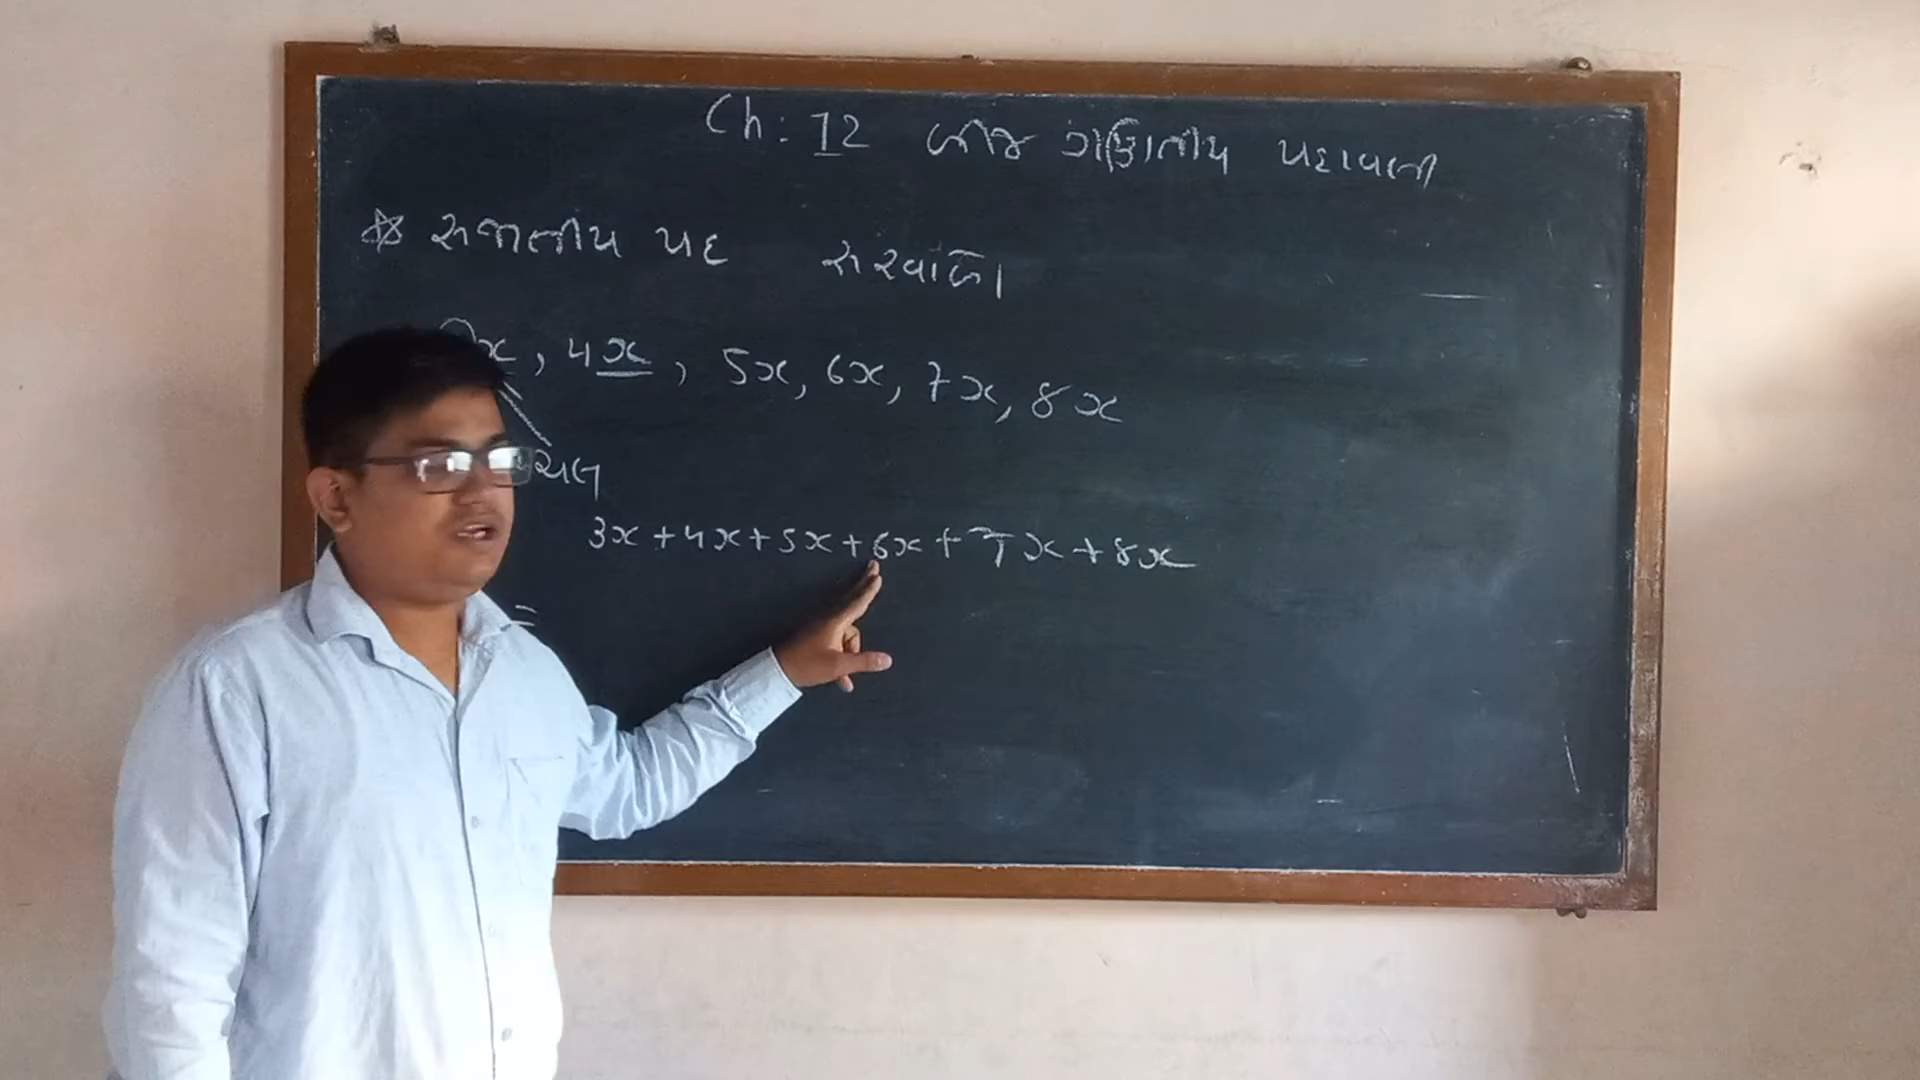 Ch : 12 બીજ ગણિતીય પદાવલી
સજાતીય પદ સરવાળા
x, 4x, 5x, 6x, 7x, 8x
ચલ
3x + 4x + 5x + 6x + 7x + 8x
=